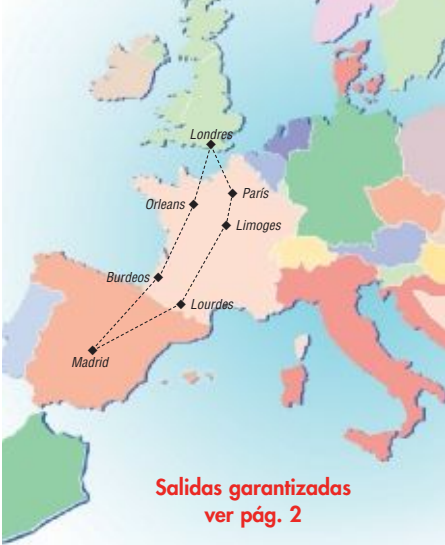 Londres
París
Orleans
Limoges
Burdeos
Lourdes
Madrid
Salidas garantizadas
ver pág. 2